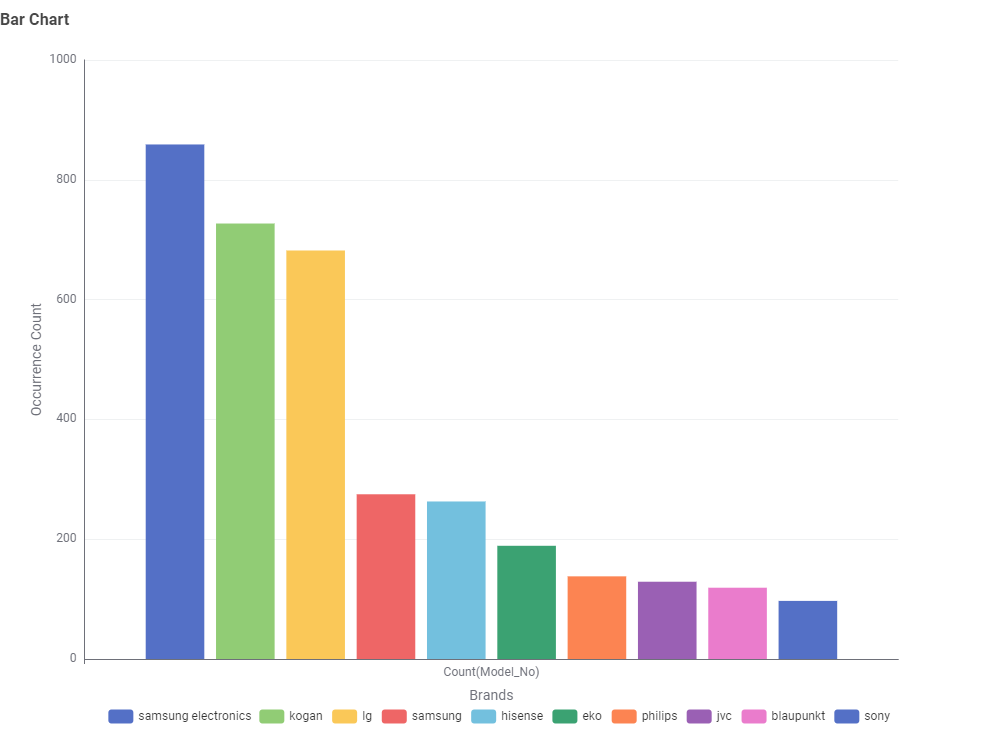 Bar Chart
1000
800
600
400
200
0
Occurrence Count
Count(Model_No)
Brands
samsung electronics kogan lg samsung hisense eko philips jvc blaupunkt sony